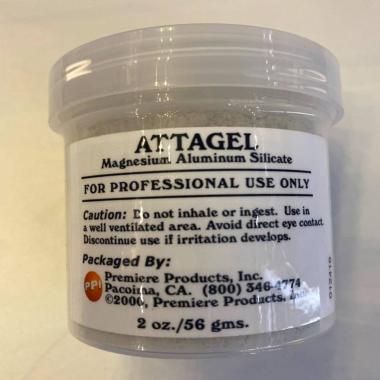 ATTAGEL
Magnesium Aluminum Silicate
FOR PROFESSIONAL USE ONLY
Caution: Do not inhale or ingest. Use in
a well ventilated area. Avoid direct eye contact.
Discontinue use if irritation develops.
Packaged By:
PPI
Premiere Products, Inc.
Pacoima, CA. (800) 346-4774
©2000, Premiere Products, Inc.
2 oz./56 gms.